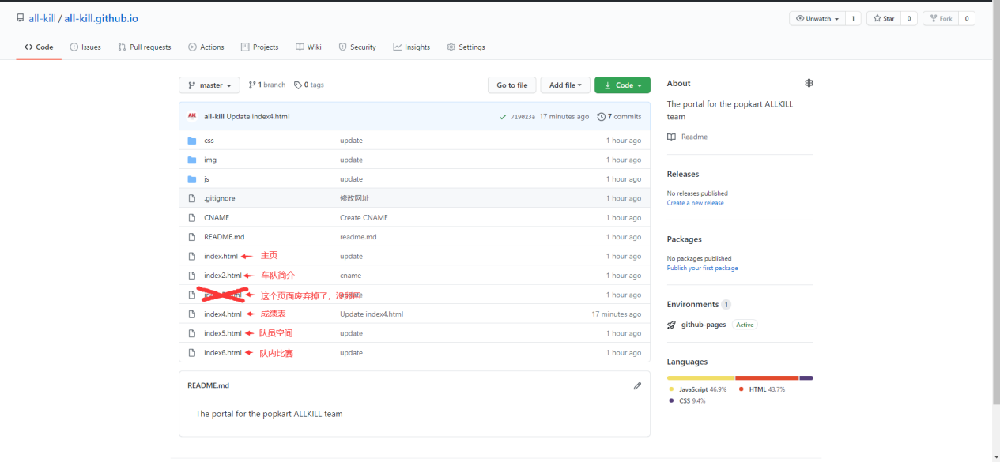 all-kill / all-kill.github.io
Unwatch 1 Star 0 Fork 0
Code Issues Pull requests Actions Projects Wiki Security Insights Settings
master 1 branch 0 tags Go to file Add file Code
AK all-kill Update index4.html 719023a 17 minutes ago 7 commits
css update 1 hour ago
img update 1 hour ago
js update 1 hour ago
.gitignore 修改网址 1 hour ago
CNAME Create CNAME 1 hour ago
README.md readme.md 1 hour ago
index.html 主页 update 1 hour ago
index2.html 车队简介 cname 1 hour ago
这个页面废弃掉了，没 1 hour ago
index4.html 成绩表 Update index4.html 17 minutes ago
index5.html 队员空间 update 1 hour ago
index6.html 队内比赛 update 1 hour ago
README.md
The portal for the popkart ALLKILL team
About
The portal for the popkart ALLKILL
team
Readme
Releases
No releases published
Create a new release
Packages
No packages published
Publish your first package
Environments 1
github-pages Active
Languages
JavaScript 46.9% HTML 43.7%
CSS 9.4%